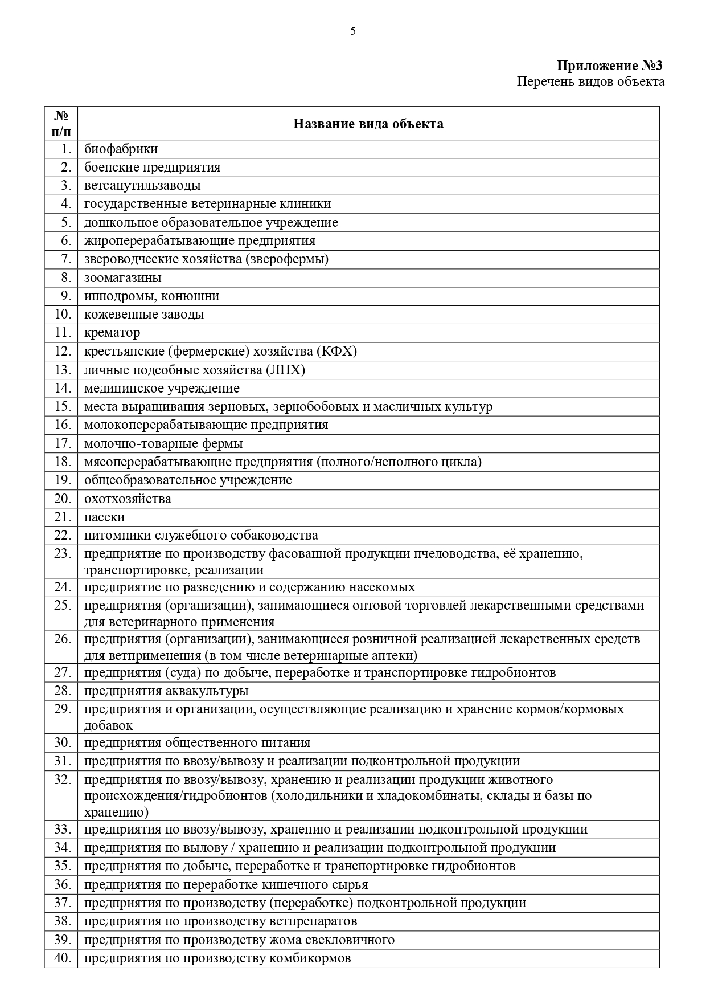 5
Приложение №3
Перечень видов объекта
№
п/п
Название вида объекта
1. биофабрики
2. боенские предприятия
3. ветсанутильзаводы
4. государственные ветеринарные клиники
5. дошкольное образовательное учреждение
6. жироперерабатывающие предприятия
7. звероводческие хозяйства (зверофермы)
8. зоомагазины
9. ипподромы, конюшни
10. кожевенные заводы
11. крематор
12. крестьянские (фермерские) хозяйства (КФХ)
13. личные подсобные хозяйства (ЛПХ)
14. медицинское учреждение
15. места выращивания зерновых, зернобобовых и масличных культур
16. молокоперерабатывающие предприятия
17. молочно-товарные фермы
18. мясоперерабатывающие предприятия (полного/неполного цикла)
19. общеобразовательное учреждение
20. охотхозяйства
21. пасеки
22. питомники служебного собаководства
23. предприятие по производству фасованной продукции пчеловодства, её хранению,
транспортировке, реализации
24. предприятие по разведению и содержанию насекомых
25. предприятия (организации), занимающиеся оптовой торговлей лекарственными средствами
для ветеринарного применения
26. предприятия (организации), занимающиеся розничной реализацией лекарственных средств
для ветприменения (в том числе ветеринарные аптеки)
27. предприятия (суда) по добыче, переработке и транспортировке гидробионтов
28. предприятия аквакультуры
29. предприятия и организации, осуществляющие реализацию и хранение кормов/кормовых
добавок
30. предприятия общественного питания
31. предприятия по ввозу/вывозу и реализации подконтрольной продукции
32. предприятия по ввозу/вывозу, хранению и реализации продукции животного
происхождения/гидробионтов (холодильники и хладокомбинаты, склады и базы по
хранению)
33. предприятия по ввозу/вывозу, хранению и реализации подконтрольной продукции
34. предприятия по вылову / хранению и реализации подконтрольной продукции
35. предприятия по добыче, переработке и транспортировке гидробионтов
36. предприятия по переработке кишечного сырья
37. предприятия по производству (переработке) подконтрольной продукции
38. предприятия по производству ветпрепаратов
39. предприятия по производству жома свекловичного
40. предприятия по производству комбикормов